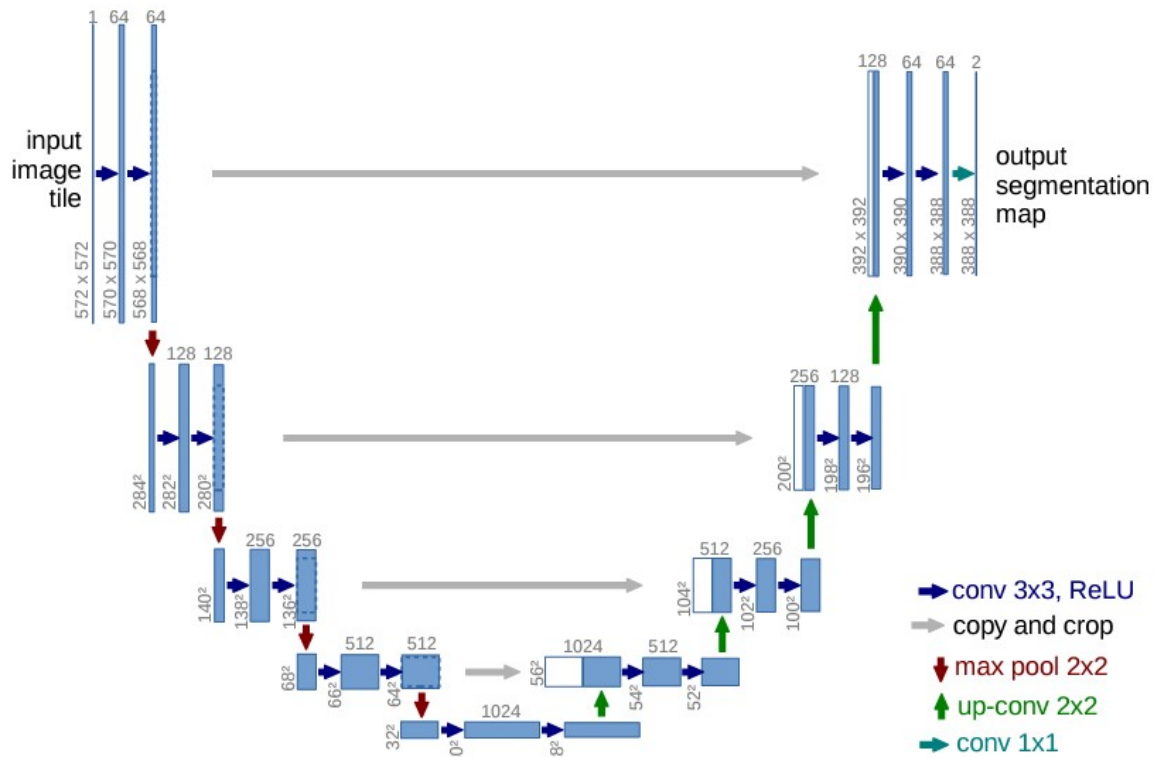 1 64 64
128 64 64 2
input
image
tile
output
segmentation
map
572 x 572
570 x 570
568 x 568
392 x 392
390 x 390
388 x 388
388 x 388
128 128
256 128
284²
282²
280²
200²
198²
196²
256 256
512 256
140²
138²
136²
104²
102²
100²
512 512
1024 512
68²
66²
64²
56²
54²
52²
1024
32²
0²
8²
conv 3x3, ReLU
copy and crop
max pool 2x2
up-conv 2x2
conv 1x1